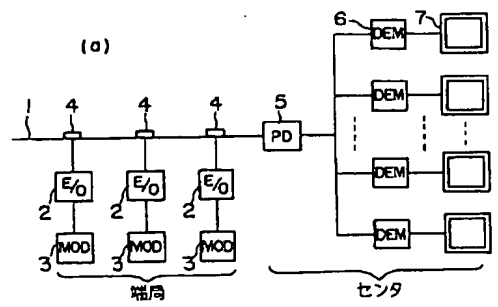 (a)
6 7
DEM
1 4 4 4 5
DEM
PD
E/O E/O E/O
2 2 2
DEM
MOD MOD MOD
3 3 3
DEM
端局 センタ